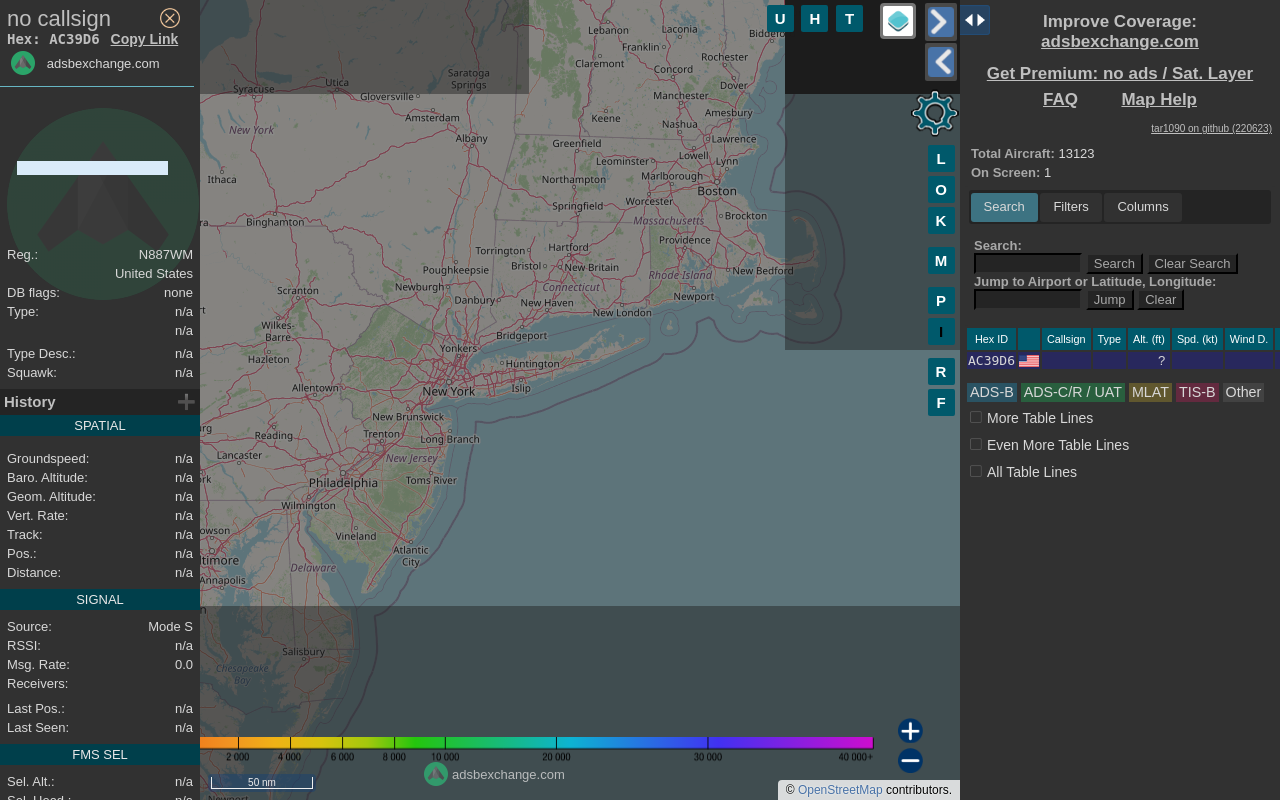 no callsign
Hex: AC39D6 Copy Link
adsbexchange.com
Reg.: N887WM
United States
DB flags: none
Type: n/a
n/a
Type Desc.: n/a
Squawk: n/a
History
SPATIAL
Groundspeed: n/a
Baro. Altitude: n/a
Geom. Altitude: n/a
Vert. Rate: n/a
Track: n/a
Pos.: n/a
Distance: n/a
SIGNAL
Source: Mode S
RSSI: n/a
Msg. Rate: 0.0
Receivers:
Last Pos.: n/a
Last Seen: n/a
FMS SEL
Sel. Alt.: n/a
Sel. Head.: n/a
U H T
L
O
K
M
P
I
R
F
Lebanon
Laconia
Franklin
Rochester
Claremont
Concord
Dover
Saratoga
Springs
Utica
Syracuse
Gloversville
Manchester
Amesbury
Amsterdam
Keene
Nashua
New York
Albany
Greenfield
Lawrence
Leominster
Lowell
Lynn
Ithaca
Northampton
Marlborough
Boston
Springfield
Worcester
Binghamton
Massachusetts
Brockton
Torrington
Hartford
Providence
Poughkeepsie
Bristol
New Britain
New Bedford
Rhode Island
Scranton
Newburgh
Connecticut
Danbury
New Haven
Newport
New London
Wilkes-
Barre
Bridgeport
Yonkers
Hazleton
Huntington
Allentown
New York
Islip
New Brunswick
Reading
Trenton
Long Branch
Lancaster
New Jersey
Philadelphia
Toms River
Wilmington
Vineland
Atlantic
City
Annapolis
Delaware
Salisbury
Chesapeake
Bay
Newport
2 000 4 000 6 000 8 000 10 000 20 000 30 000 40 000+
50 nm
adsbexchange.com
© OpenStreetMap contributors.
Improve Coverage:
adsbexchange.com
Get Premium: no ads / Sat. Layer
FAQ Map Help
tar1090 on github (220623)
Total Aircraft: 13123
On Screen: 1
Search Filters Columns
Search:
Search Clear Search
Jump to Airport or Latitude, Longitude:
Jump Clear
Hex ID Callsign Type Alt. (ft) Spd. (kt) Wind D.
AC39D6 ?
ADS-B ADS-C/R / UAT MLAT TIS-B Other
More Table Lines
Even More Table Lines
All Table Lines